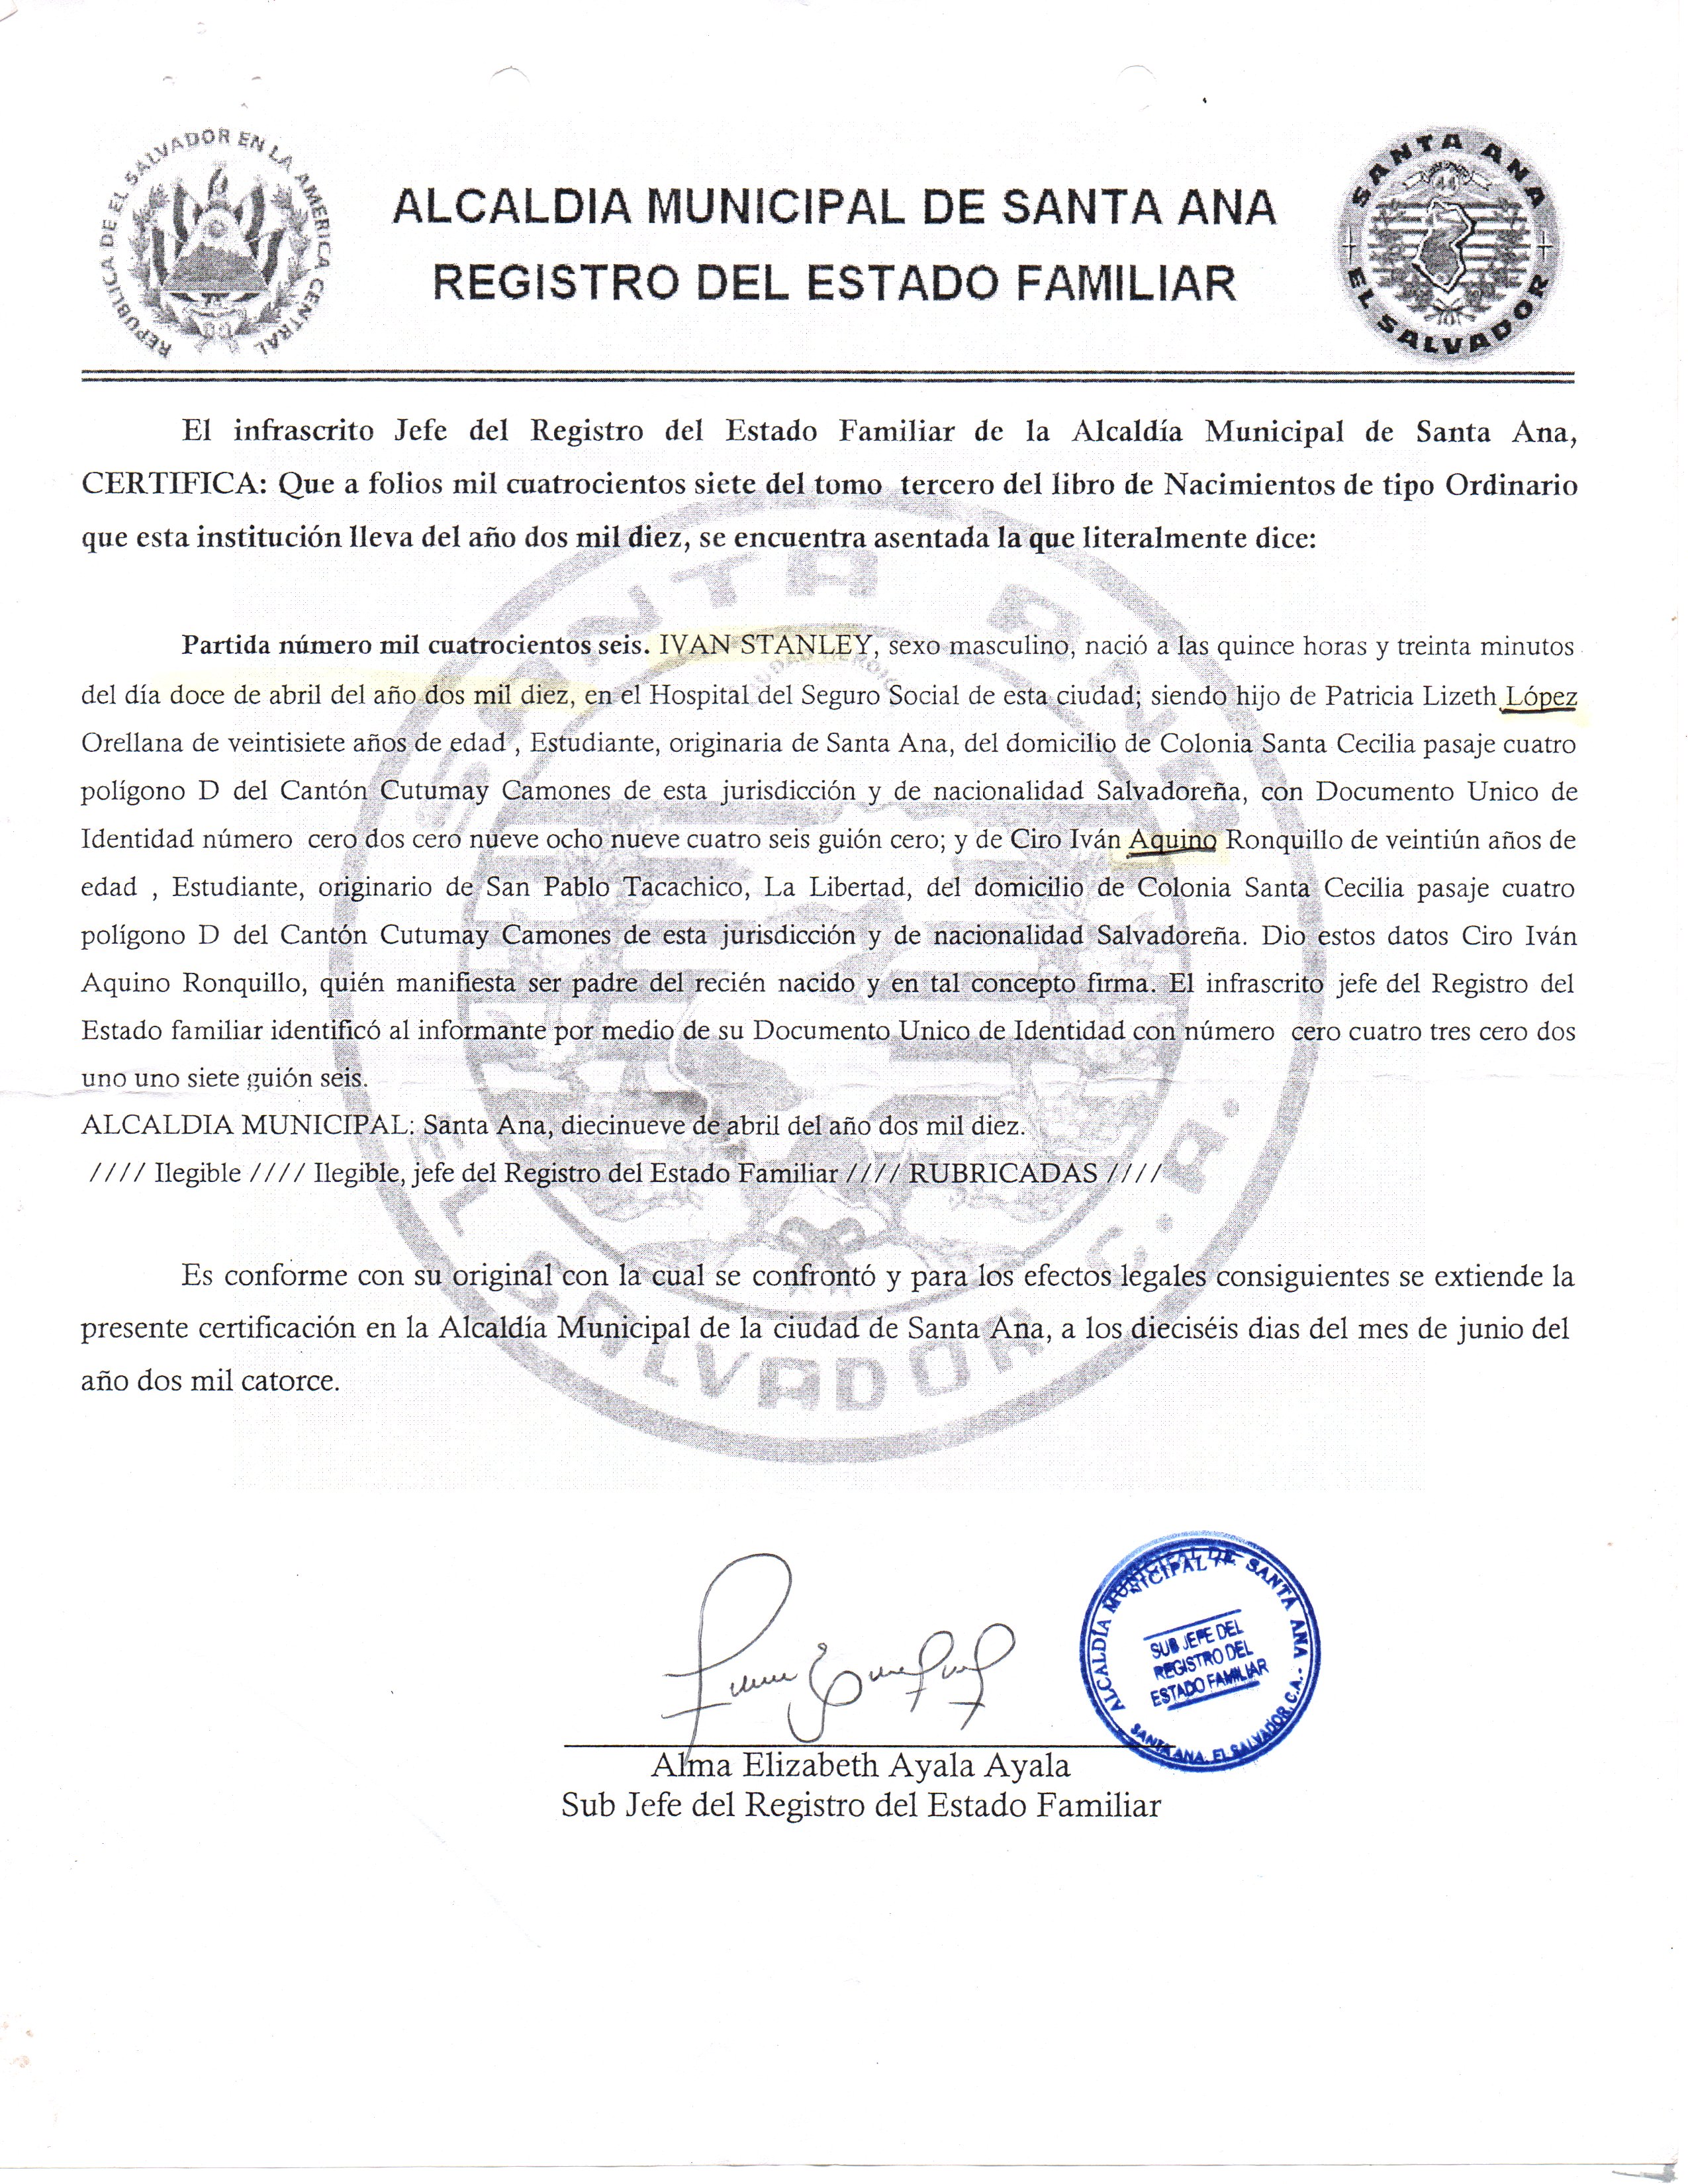 REPUBLICA DE EL SALVADOR EN LA AMERICA CENTRAL
ALCALDIA MUNICIPAL DE SANTA ANA
REGISTRO DEL ESTADO FAMILIAR
SANTA ANA
EL SALVADOR
El infrascrito Jefe del Registro del Estado Familiar de la Alcaldía Municipal de Santa Ana,
CERTIFICA: Que a folios mil cuatrocientos siete del tomo tercero del libro de Nacimientos de tipo Ordinario
que esta institución lleva del año dos mil diez, se encuentra asentada la que literalmente dice:
Partida número mil cuatrocientos seis. IVAN STANLEY, sexo masculino, nació a las quince horas y treinta minutos
del día doce de abril del año dos mil diez, en el Hospital del Seguro Social de esta ciudad; siendo hijo de Patricia Lizeth López
Orellana de veintisiete años de edad , Estudiante, originaria de Santa Ana, del domicilio de Colonia Santa Cecilia pasaje cuatro
polígono D del Cantón Cutumay Camones de esta jurisdicción y de nacionalidad Salvadoreña, con Documento Unico de
Identidad número cero dos cero nueve ocho nueve cuatro seis guión cero; y de Ciro Iván Aquino Ronquillo de veintiún años de
edad , Estudiante, originario de San Pablo Tacachico, La Libertad, del domicilio de Colonia Santa Cecilia pasaje cuatro
polígono D del Cantón Cutumay Camones de esta jurisdicción y de nacionalidad Salvadoreña. Dio estos datos Ciro Iván
Aquino Ronquillo, quién manifiesta ser padre del recién nacido y en tal concepto firma. El infrascrito jefe del Registro del
Estado familiar identificó al informante por medio de su Documento Unico de Identidad con número cero cuatro tres cero dos
uno uno siete guión seis.
ALCALDIA MUNICIPAL: Santa Ana, diecinueve de abril del año dos mil diez.
//// Ilegible //// Ilegible, jefe del Registro del Estado Familiar //// RUBRICADAS ////
Es conforme con su original con la cual se confrontó y para los efectos legales consiguientes se extiende la
presente certificación en la Alcaldía Municipal de la ciudad de Santa Ana, a los dieciséis dias del mes de junio del
año dos mil catorce.
SANTA ANA
EL SALVADOR C.A.
ALCALDÍA MUNICIPAL DE SANTA ANA
SUB JEFE DEL
REGISTRO DEL
ESTADO FAMILIAR
SANTA ANA, EL SALVADOR, C.A.
Alma Elizabeth Ayala Ayala
Sub Jefe del Registro del Estado Familiar